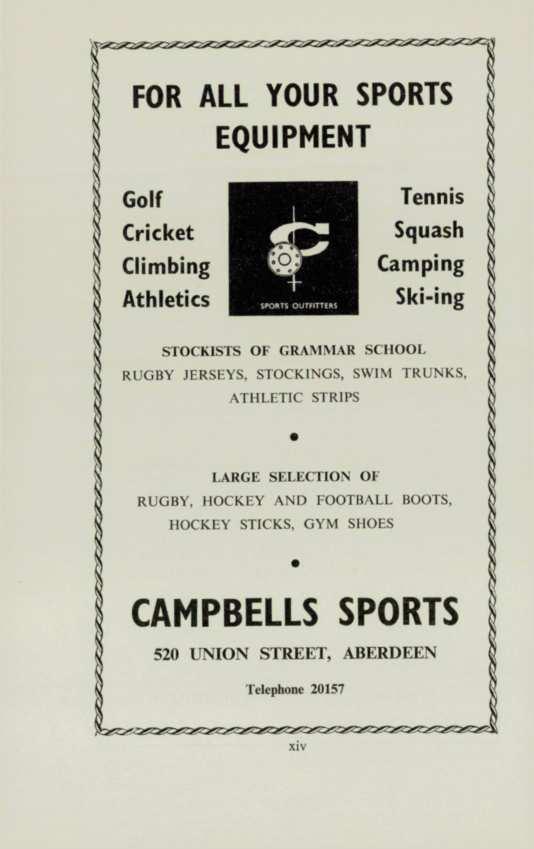 FOR ALL YOUR SPORTS
EQUIPMENT
Golf
Cricket
Climbing
Athletics
C
SPORTS OUTFITTERS
Tennis
Squash
Camping
Ski-ing
STOCKISTS OF GRAMMAR SCHOOL
RUGBY JERSEYS, STOCKINGS, SWIM TRUNKS,
ATHLETIC STRIPS
LARGE SELECTION OF
RUGBY, HOCKEY AND FOOTBALL BOOTS,
HOCKEY STICKS, GYM SHOES
CAMPBELLS SPORTS
520 UNION STREET, ABERDEEN
Telephone 20157
xiv